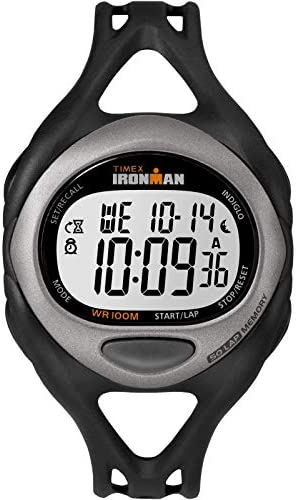 TIMEX
IRONMAN
SET/RECALL
INDIGLO
WE 10-14
10:09 A 36
MODE
STOP/RESET
WR 100M
START/LAP
50-LAP MEMORY